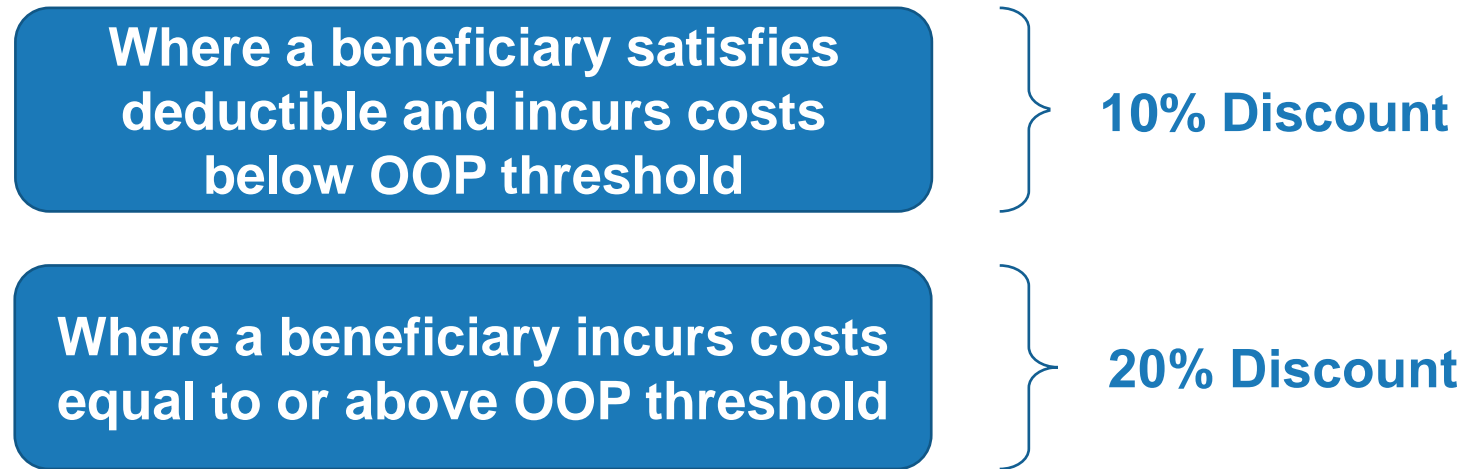 Where a beneficiary satisfies
deductible and incurs costs
below OOP threshold
10% Discount
Where a beneficiary incurs costs
equal to or above OOP threshold
20% Discount